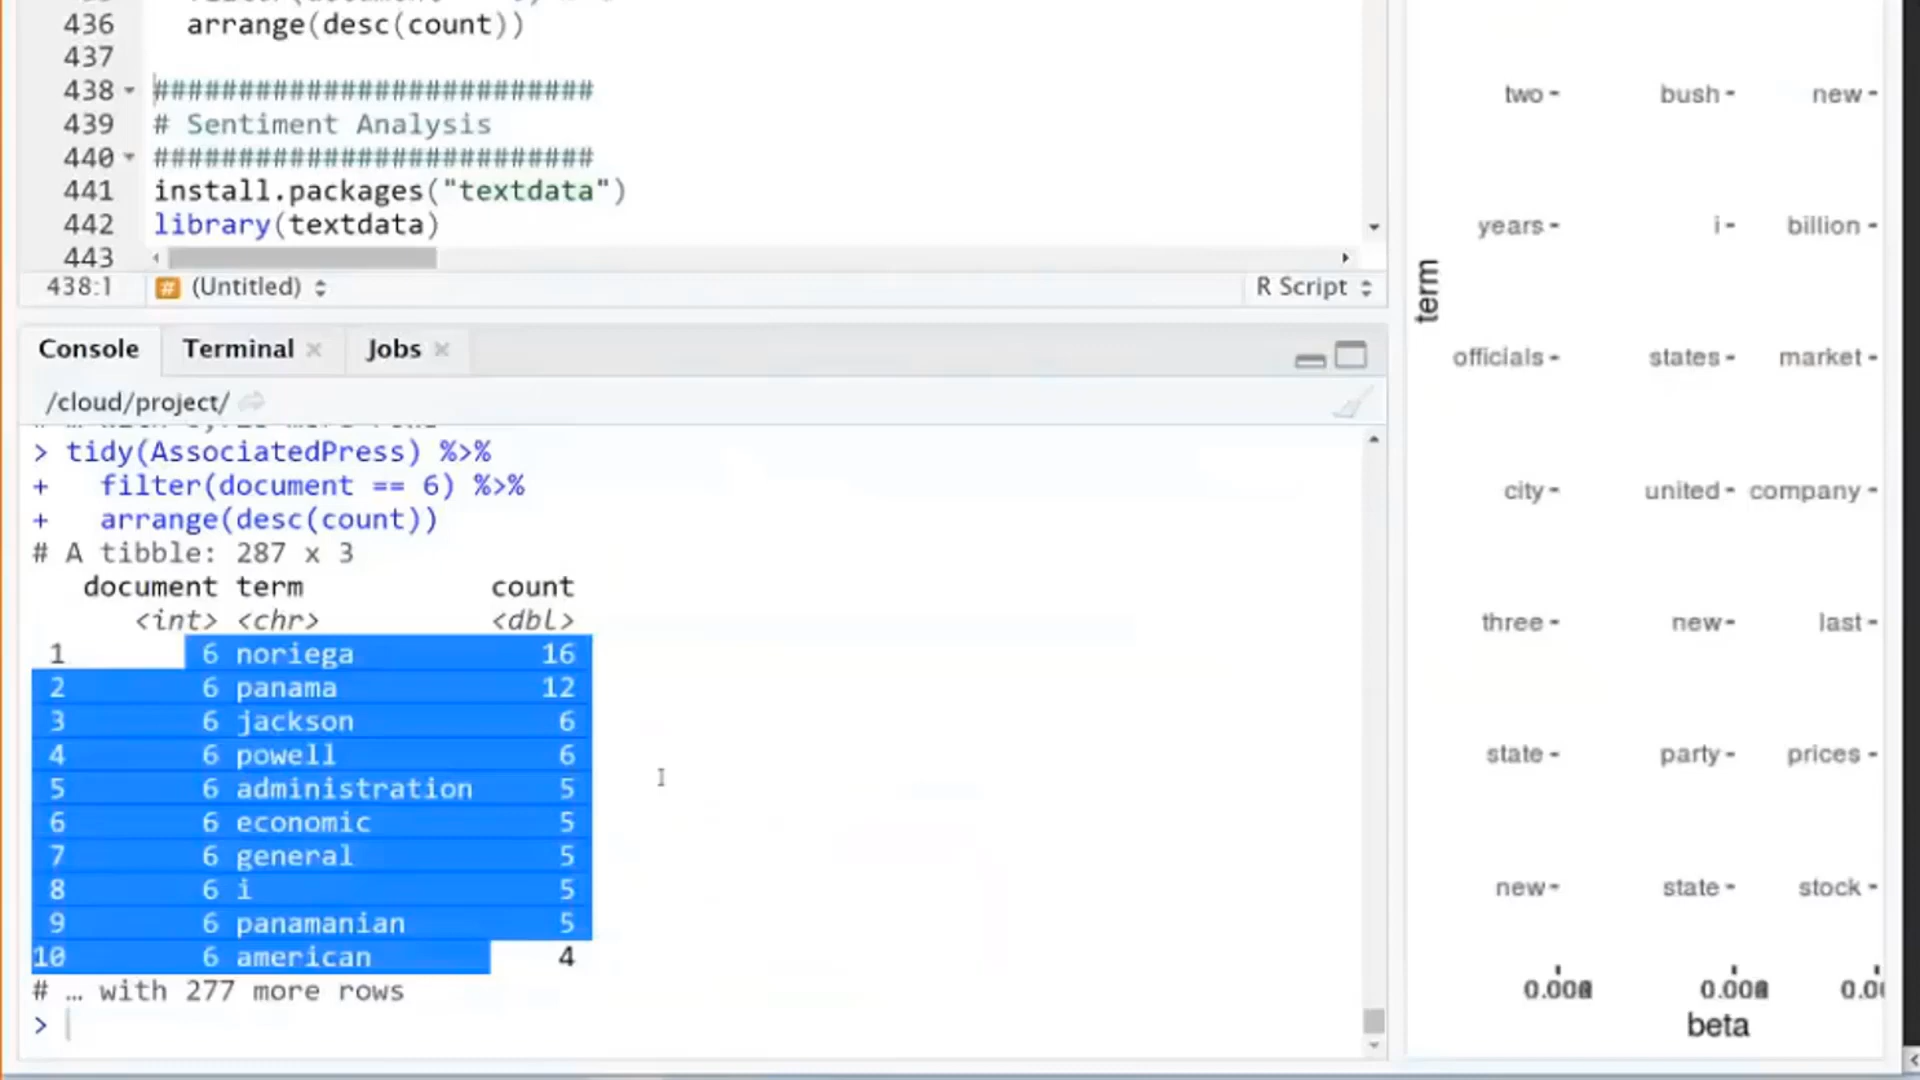 436 arrange(desc(count))
437
438 ##########################
439 # Sentiment Analysis
440 ##########################
441 install.packages("textdata")
442 library(textdata)
443
438:1 # (Untitled) R Script
Console Terminal Jobs
/cloud/project/
> tidy(AssociatedPress) %>%
+ filter(document == 6) %>%
+ arrange(desc(count))
# A tibble: 287 x 3
document term count
<int> <chr> <dbl>
1 6 noriega 16
2 6 panama 12
3 6 jackson 6
4 6 powell 6
5 6 administration 5
6 6 economic 5
7 6 general 5
8 6 i 5
9 6 panamanian 5
10 6 american 4
# … with 277 more rows
>
term
two bush new
years i billion
officials states market
city united company
three new last
state party prices
new state stock
beta